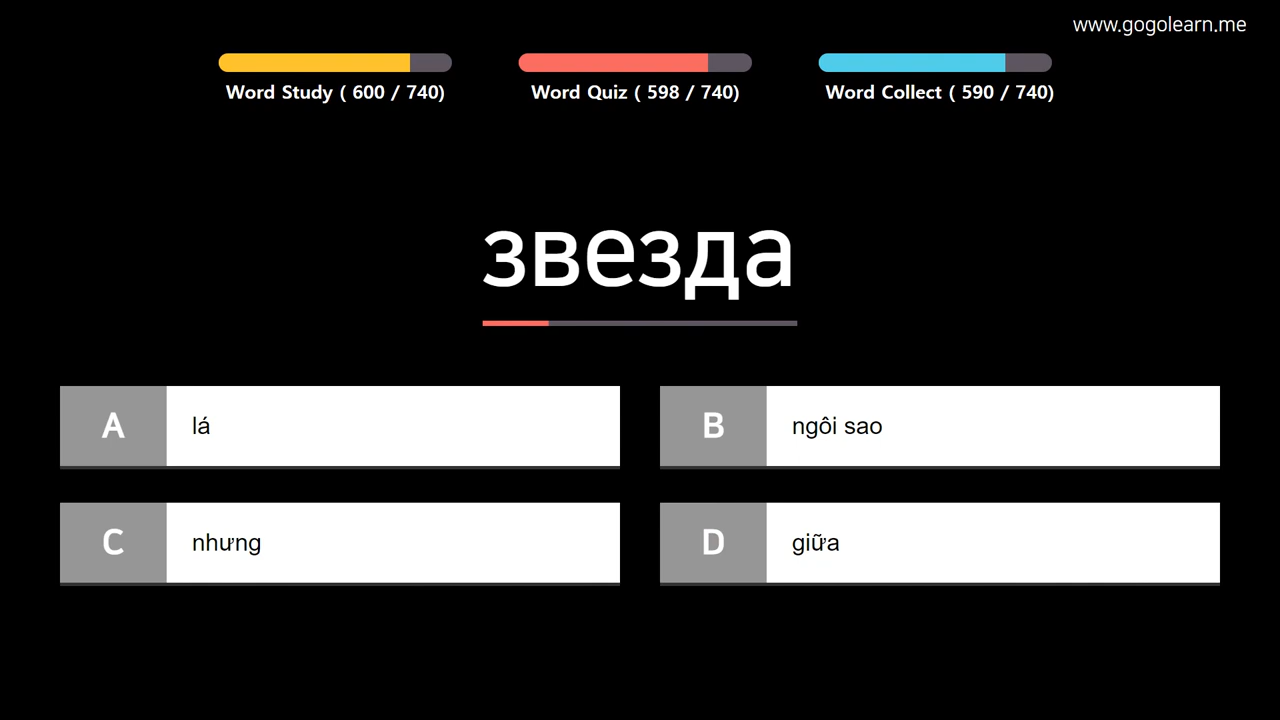 www.gogolearn.me
Word Study ( 600 / 740)
Word Quiz ( 598 / 740)
Word Collect ( 590 / 740)
звезда
A lá
B ngôi sao
C nhưng
D giữa